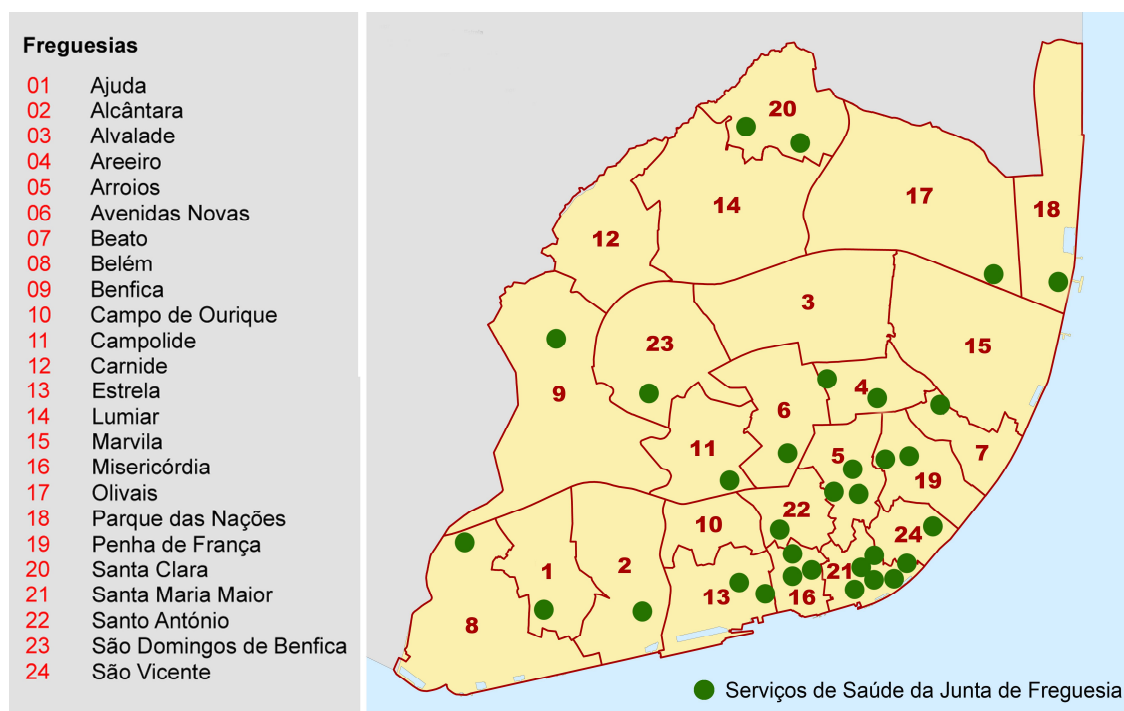 Freguesias
01 Ajuda
02 Alcântara
03 Alvalade
04 Areeiro
05 Arroios
06 Avenidas Novas
07 Beato
08 Belém
09 Benfica
10 Campo de Ourique
11 Campolide
12 Carnide
13 Estrela
14 Lumiar
15 Marvila
16 Misericórdia
17 Olivais
18 Parque das Nações
19 Penha de França
20 Santa Clara
21 Santa Maria Maior
22 Santo António
23 São Domingos de Benfica
24 São Vicente
20
17
14
18
12
3
23
15
9
4
6
11
5
7
19
22
10
24
1
2
21
13
16
8
Serviços de Saúde da Junta de Freguesia